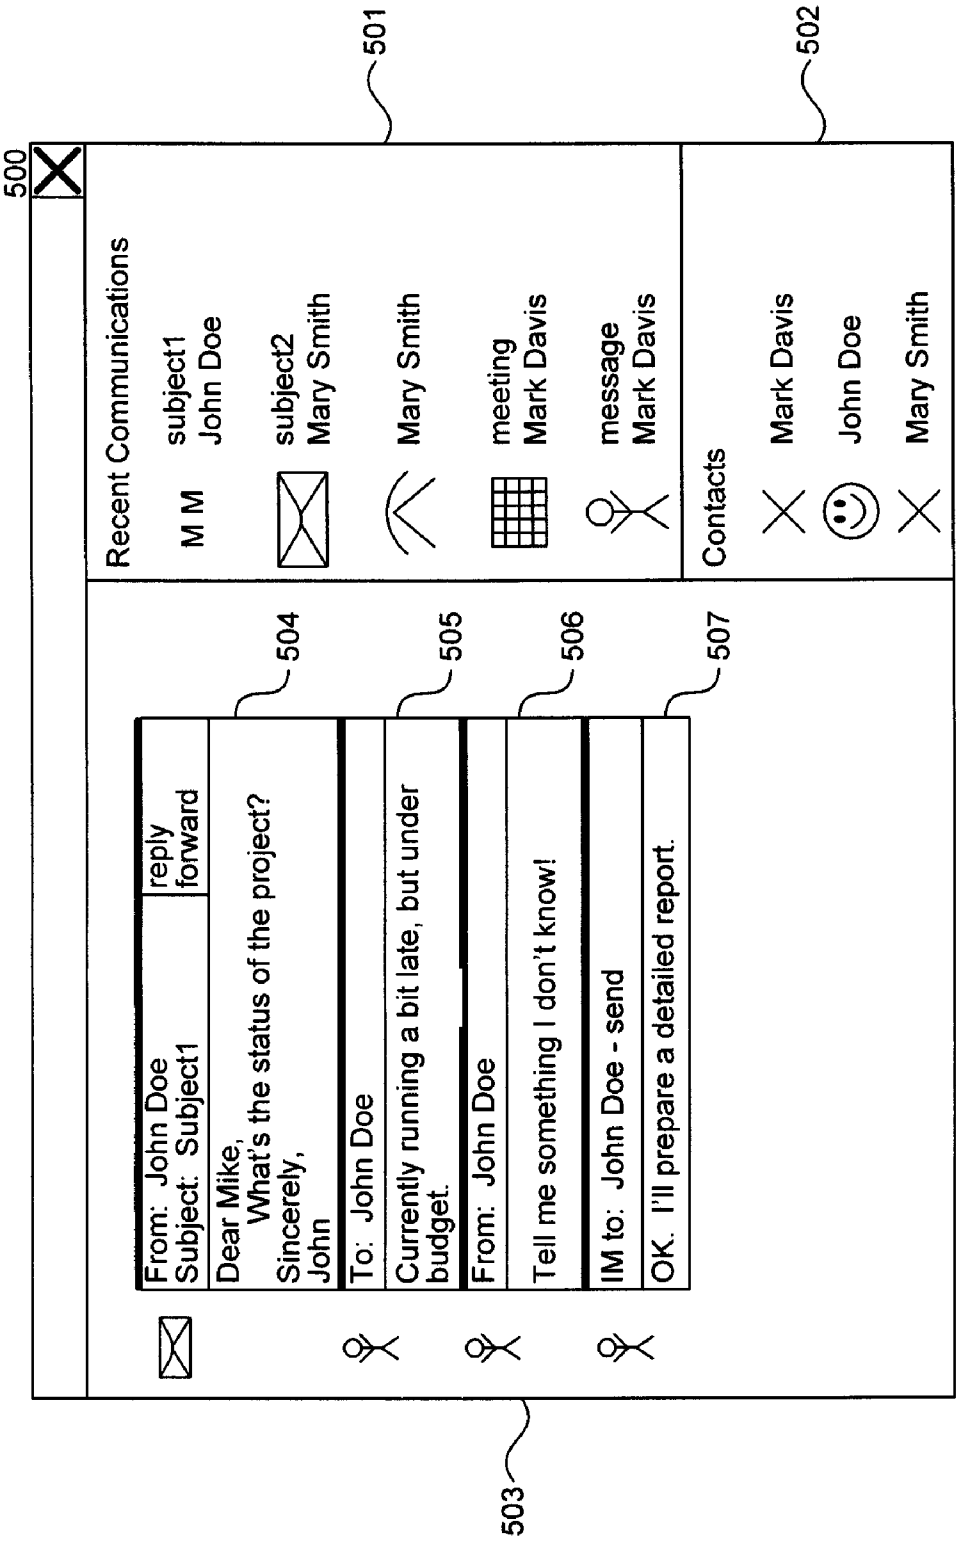 500
From: John Doe
Subject: Subject1
reply
forward
Dear Mike,
What's the status of the project?
Sincerely,
John
504
To: John Doe
Currently running a bit late, but under
budget.
505
From: John Doe
Tell me something I don't know!
506
IM to: John Doe - send
OK. I'll prepare a detailed report.
507
503
Recent Communications
M M
subject1
John Doe
subject2
Mary Smith
Mary Smith
meeting
Mark Davis
message
Mark Davis
501
Contacts
Mark Davis
John Doe
Mary Smith
502